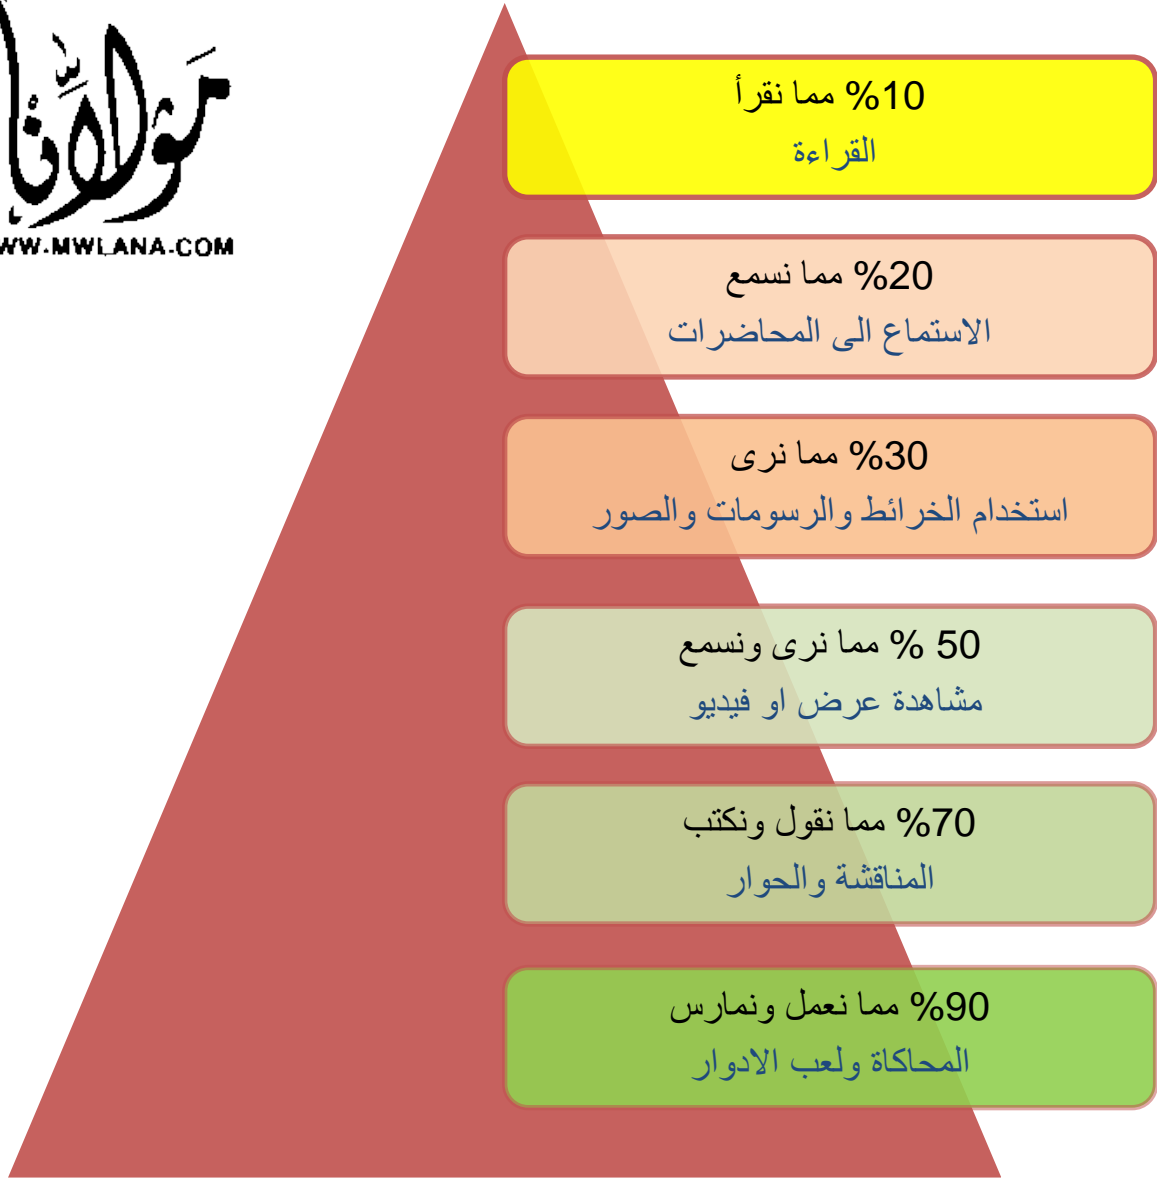 مولانا
WW.MWLANA.COM
10% مما نقرأ
القراءة
20% مما نسمع
الاستماع الى المحاضرات
30% مما نرى
استخدام الخرائط والرسومات والصور
50 % مما نرى ونسمع
مشاهدة عرض او فيديو
70% مما نقول ونكتب
المناقشة والحوار
90% مما نعمل ونمارس
المحاكاة ولعب الادوار